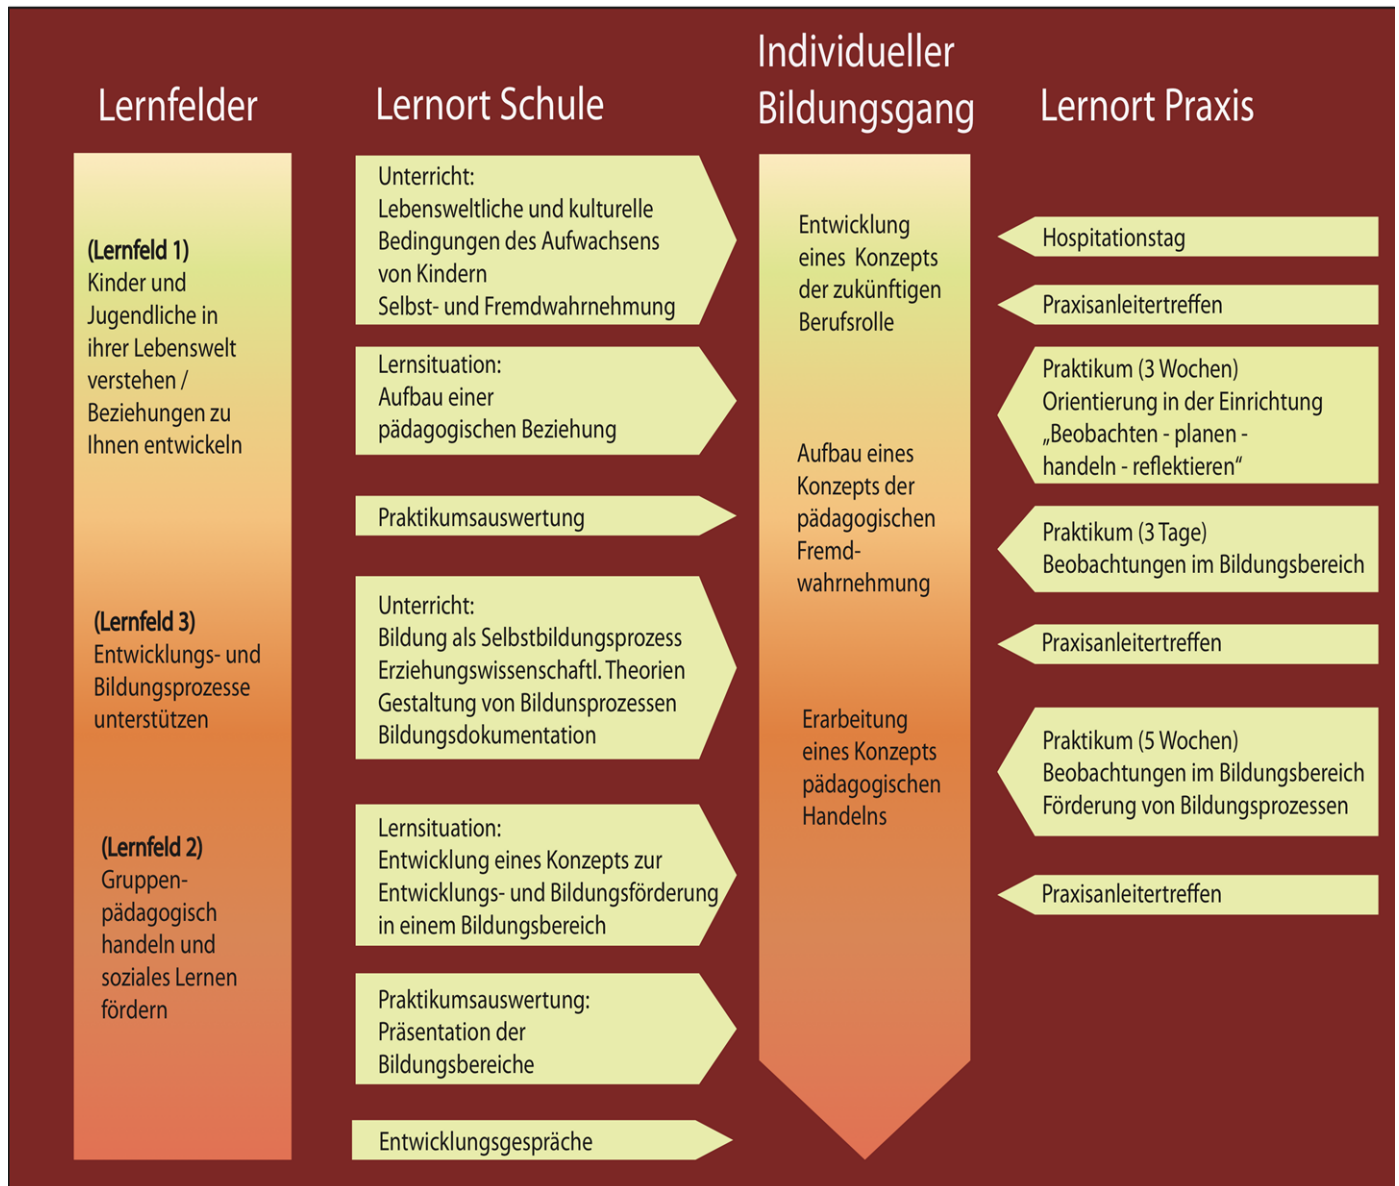 Lernfelder
(Lernfeld 1)
Kinder und
Jugendliche in
ihrer Lebenswelt
verstehen /
Beziehungen zu
Ihnen entwickeln
(Lernfeld 3)
Entwicklungs- und
Bildungsprozesse
unterstützen
(Lernfeld 2)
Gruppen-
pädagogisch
handeln und
soziales Lernen
fördern
Lernort Schule
Unterricht:
Lebensweltliche und kulturelle
Bedingungen des Aufwachsens
von Kindern
Selbst- und Fremdwahrnehmung
Lernsituation:
Aufbau einer
pädagogischen Beziehung
Praktikumsauswertung
Unterricht:
Bildung als Selbstbildungsprozess
Erziehungswissenschaftl. Theorien
Gestaltung von Bildunsprozessen
Bildungsdokumentation
Lernsituation:
Entwicklung eines Konzepts zur
Entwicklungs- und Bildungsförderung
in einem Bildungsbereich
Praktikumsauswertung:
Präsentation der
Bildungsbereiche
Entwicklungsgespräche
Individueller
Bildungsgang
Entwicklung
eines Konzepts
der zukünftigen
Berufsrolle
Aufbau eines
Konzepts der
pädagogischen
Fremd-
wahrnehmung
Erarbeitung
eines Konzepts
pädagogischen
Handelns
Lernort Praxis
Hospitationstag
Praxisanleitertreffen
Praktikum (3 Wochen)
Orientierung in der Einrichtung
„Beobachten - planen -
handeln - reflektieren“
Praktikum (3 Tage)
Beobachtungen im Bildungsbereich
Praxisanleitertreffen
Praktikum (5 Wochen)
Beobachtungen im Bildungsbereich
Förderung von Bildungsprozessen
Praxisanleitertreffen